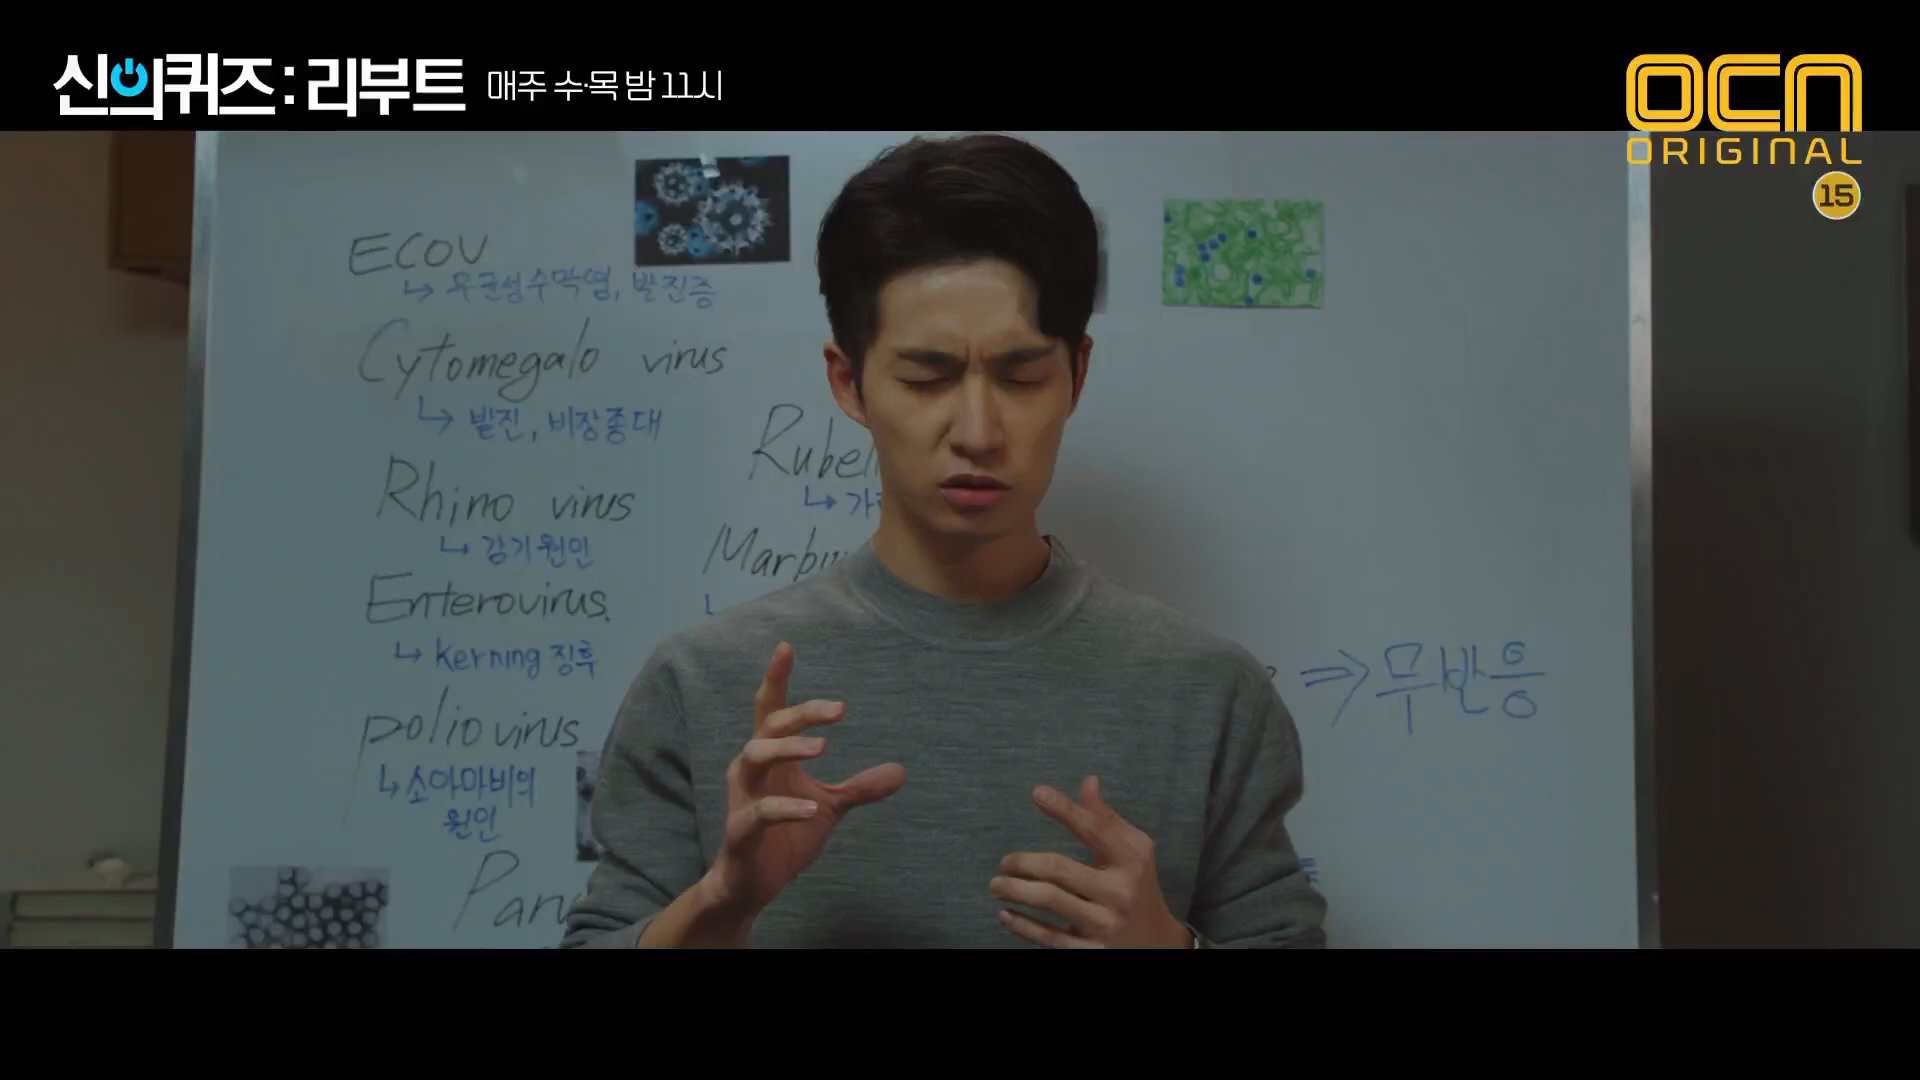 신의퀴즈:리부트 매주 수·목 밤 11시
OCN
ORIGINAL
15
ECOV
↳ 무균성수막염, 발진증
Cytomegalo virus
↳ 발진, 비장종대
Rhino virus
↳ 감기원인
Enterovirus.
↳ Kerning 징후
polio virus
↳ 소아마비의
원인
⇒ 무반응